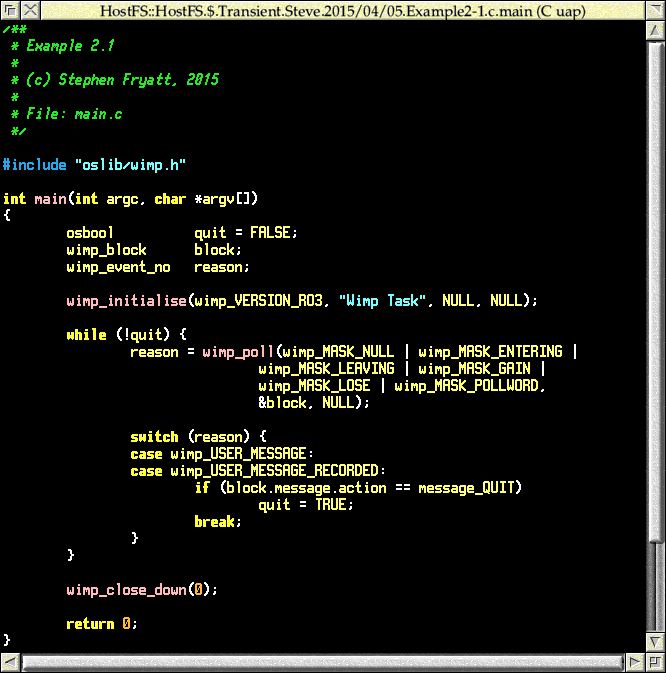 HostFS::HostFS.$.Transient.Steve.2015/04/05.Example2-1.c.main (C uap)
/**
 * Example 2.1
 *
 * (c) Stephen Fryatt, 2015
 *
 * File: main.c
 */
#include "oslib/wimp.h"
int main(int argc, char *argv[])
{
        osbool          quit = FALSE;
        wimp_block      block;
        wimp_event_no   reason;
        wimp_initialise(wimp_VERSION_RO3, "Wimp Task", NULL, NULL);
        while (!quit) {
                reason = wimp_poll(wimp_MASK_NULL | wimp_MASK_ENTERING |
                                wimp_MASK_LEAVING | wimp_MASK_GAIN |
                                wimp_MASK_LOSE | wimp_MASK_POLLWORD,
                                &block, NULL);
                switch (reason) {
                case wimp_USER_MESSAGE:
                case wimp_USER_MESSAGE_RECORDED:
                        if (block.message.action == message_QUIT)
                                quit = TRUE;
                        break;
                }
        }
        wimp_close_down(0);
        return 0;
}